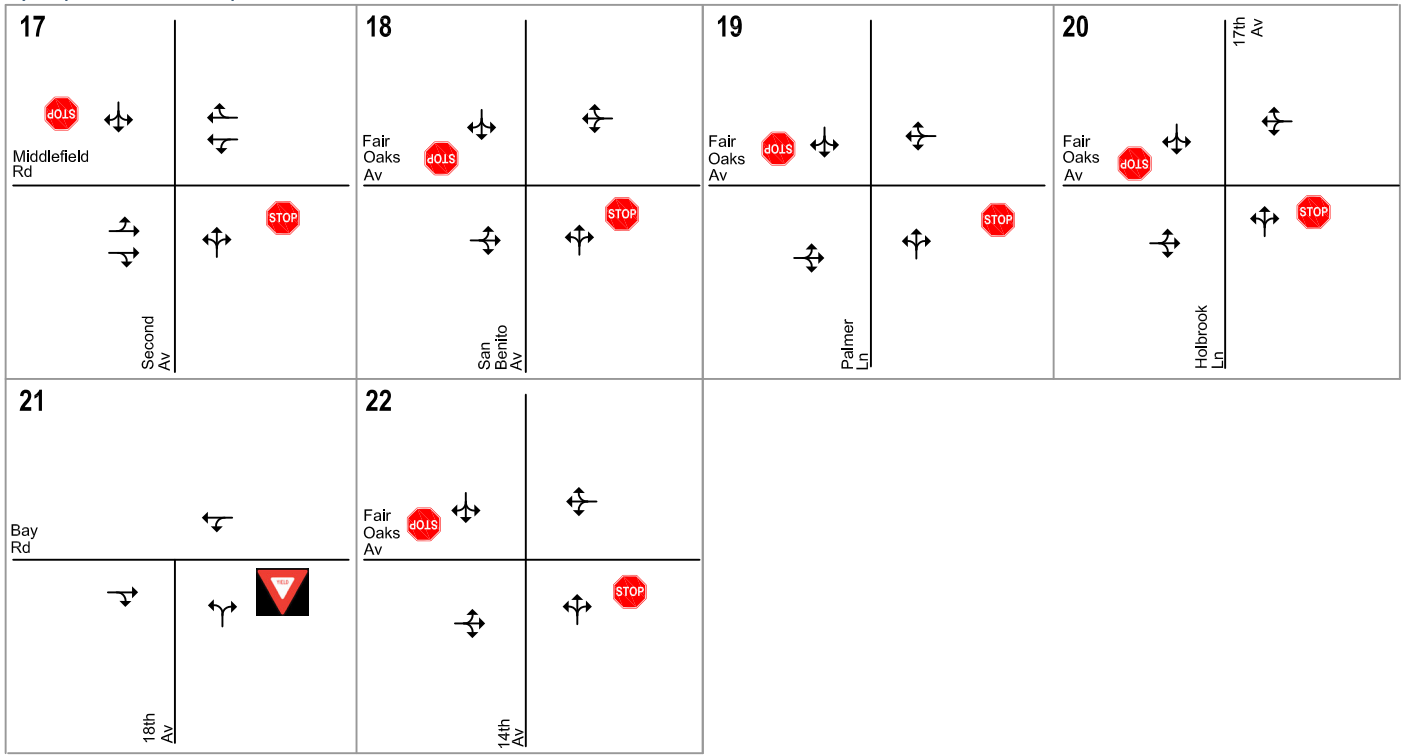 17
STOP
Middlefield
Rd
STOP
Second
Av
18
Fair
Oaks
Av
STOP
STOP
San
Benito
Av
19
Fair
Oaks
Av
STOP
STOP
Palmer
Ln
20
17th
Av
Fair
Oaks
Av
STOP
STOP
Holbrook
Ln
21
Bay
Rd
YIELD
18th
Av
22
Fair
Oaks
Av
STOP
STOP
14th
Av